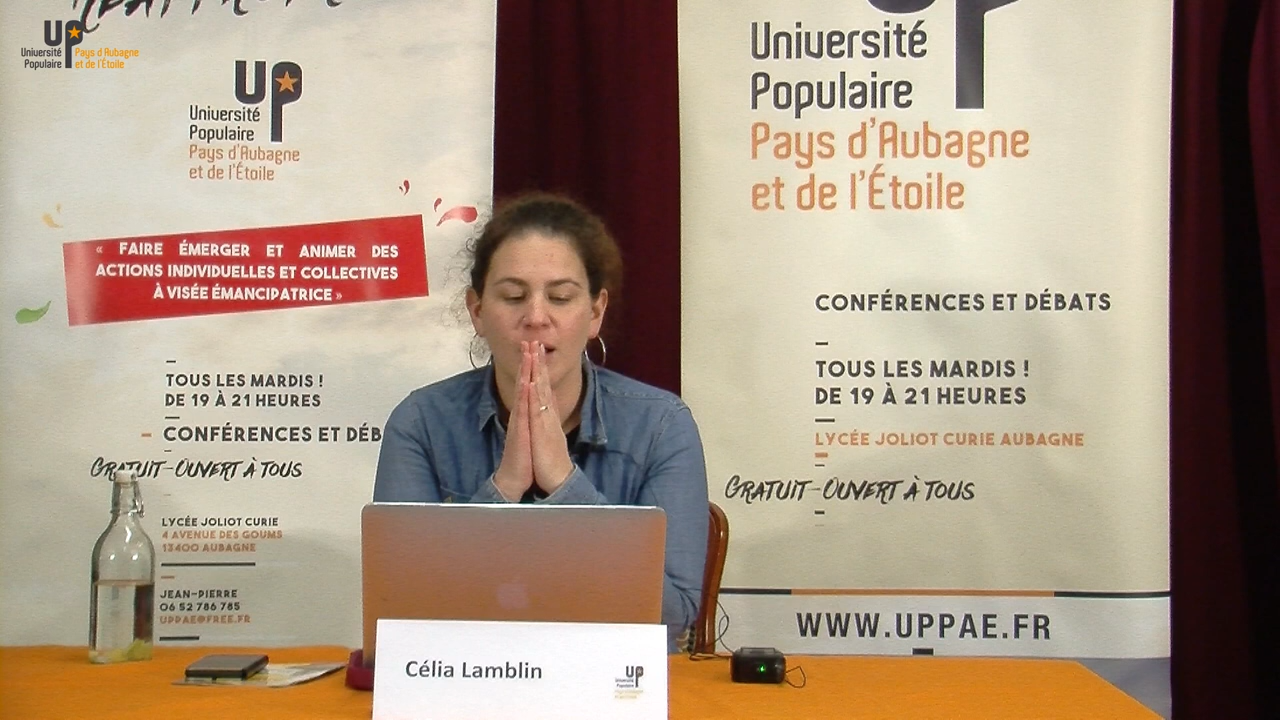 UP
Université
Populaire
Pays d'Aubagne
et de l'Étoile
UP
Université
Populaire
Pays d'Aubagne
et de l'Étoile
« FAIRE ÉMERGER ET ANIMER DES
ACTIONS INDIVIDUELLES ET COLLECTIVES
À VISÉE ÉMANCIPATRICE »
TOUS LES MARDIS !
DE 19 À 21 HEURES
CONFÉRENCES ET DÉB
GRATUIT-OUVERT À TOUS
LYCÉE JOLIOT CURIE
4 AVENUE DES GOUMS
13400 AUBAGNE
JEAN-PIERRE
06 52 786 785
UPPAE@FREE.FR
Université
Populaire
Pays d'Aubagne
et de l'Étoile
CONFÉRENCES ET DÉBATS
TOUS LES MARDIS !
DE 19 À 21 HEURES
LYCÉE JOLIOT CURIE AUBAGNE
GRATUIT-OUVERT À TOUS
WWW.UPPAE.FR
Célia Lamblin
UP
Université
Populaire